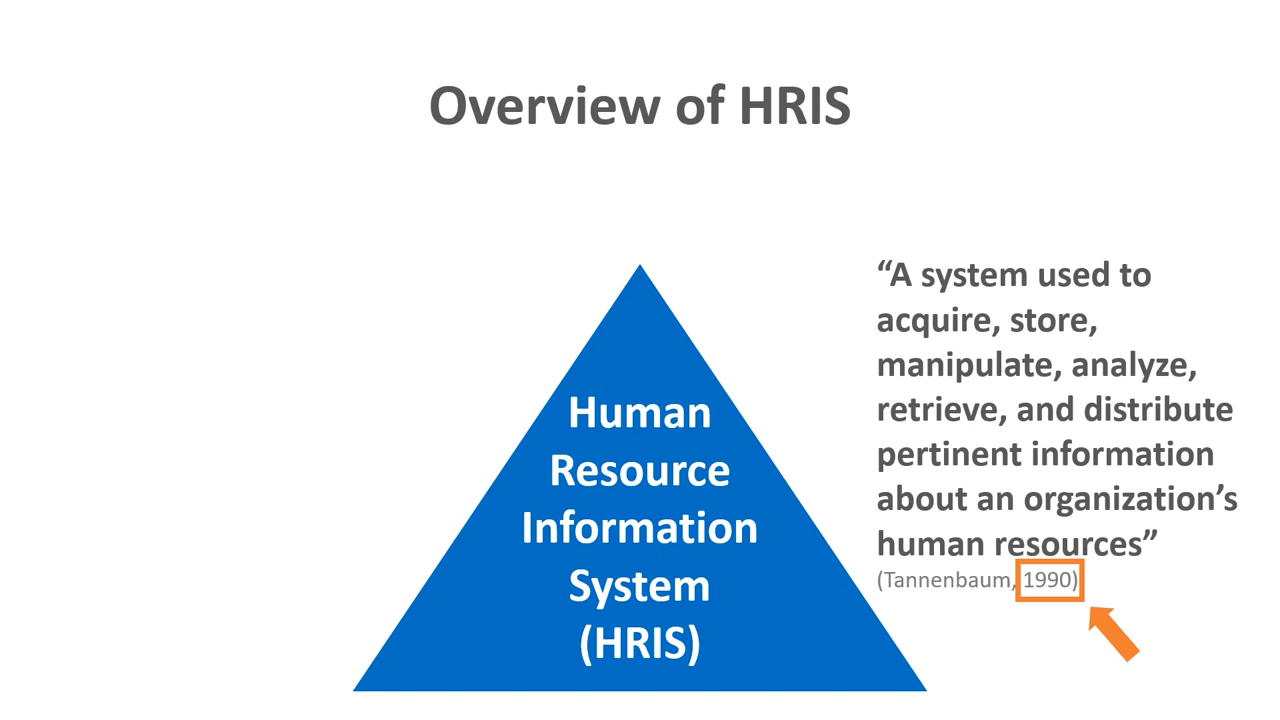 Overview of HRIS
Human
Resource
Information
System
(HRIS)
“A system used to
acquire, store,
manipulate, analyze,
retrieve, and distribute
pertinent information
about an organization’s
human resources”
(Tannenbaum, 1990)